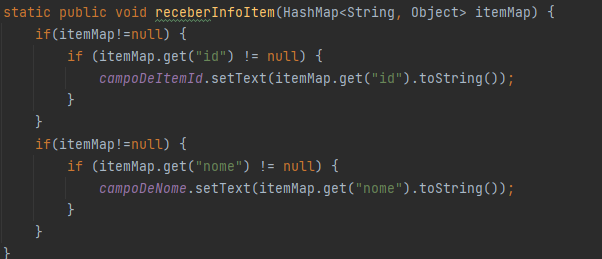 static public void receberInfoItem(HashMap<String, Object> itemMap) {
    if(itemMap!=null) {
        if (itemMap.get("id") != null) {
            campoDeItemId.setText(itemMap.get("id").toString());
        }
    }
    if(itemMap!=null) {
        if (itemMap.get("nome") != null) {
            campoDeNome.setText(itemMap.get("nome").toString());
        }
    }
}